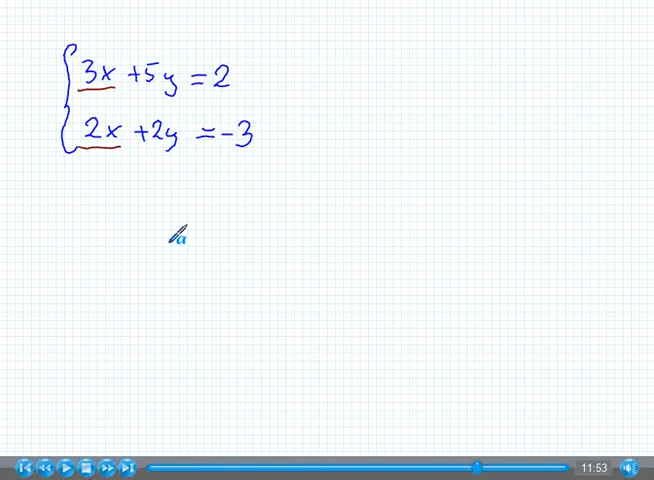 3x + 5y = 2
2x + 2y = -3
a
11:53